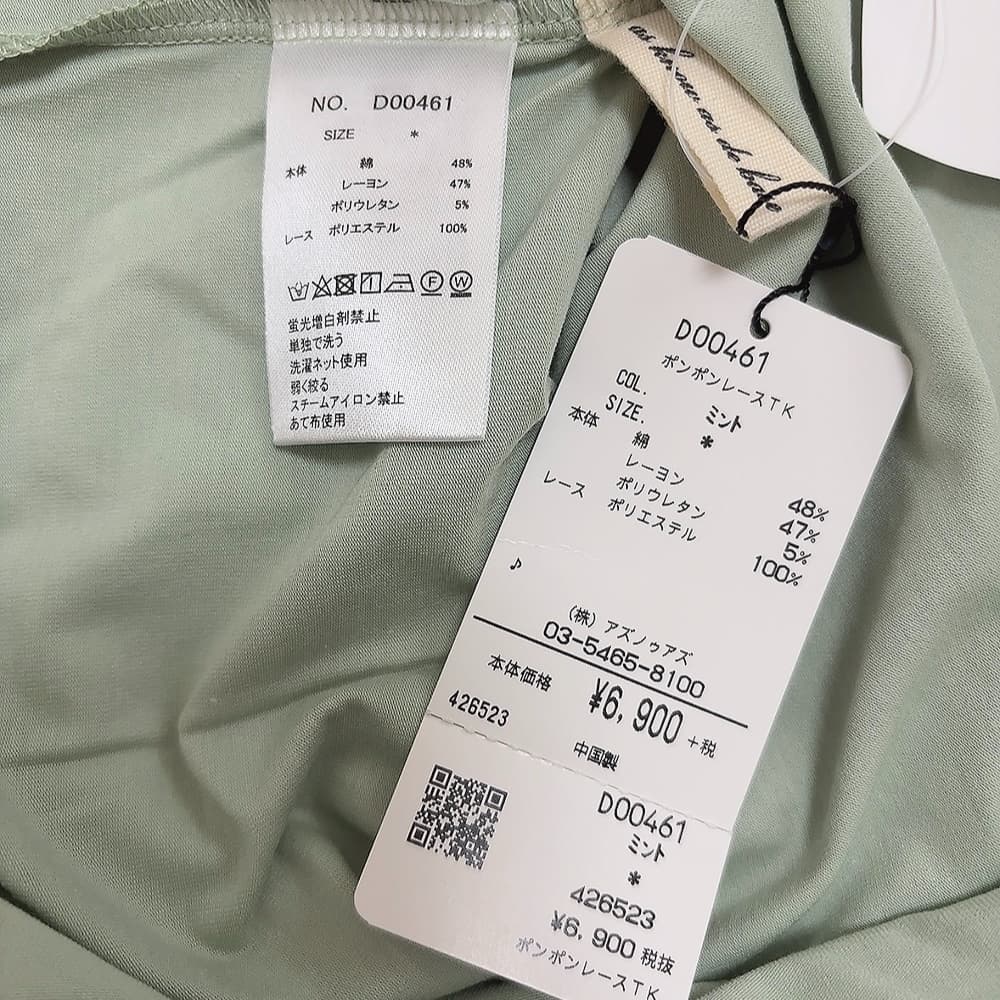 NO. D00461
SIZE *
本体 綿 48%
レーヨン 47%
ポリウレタン 5%
レース ポリエステル 100%
F W
蛍光増白剤禁止
単独で洗う
洗濯ネット使用
弱く絞る
スチームアイロン禁止
あて布使用
as know as de base
D00461
ポンポンレースTK
COL. ミント
SIZE. *
本体 綿 48%
レーヨン 47%
ポリウレタン 5%
レース ポリエステル 100%
♪
(株) アズノゥアズ
03-5465-8100
本体価格 ¥6,900 +税
426523
中国製
D00461
ミント
*
426523
¥6,900 税抜
ポンポンレースTK